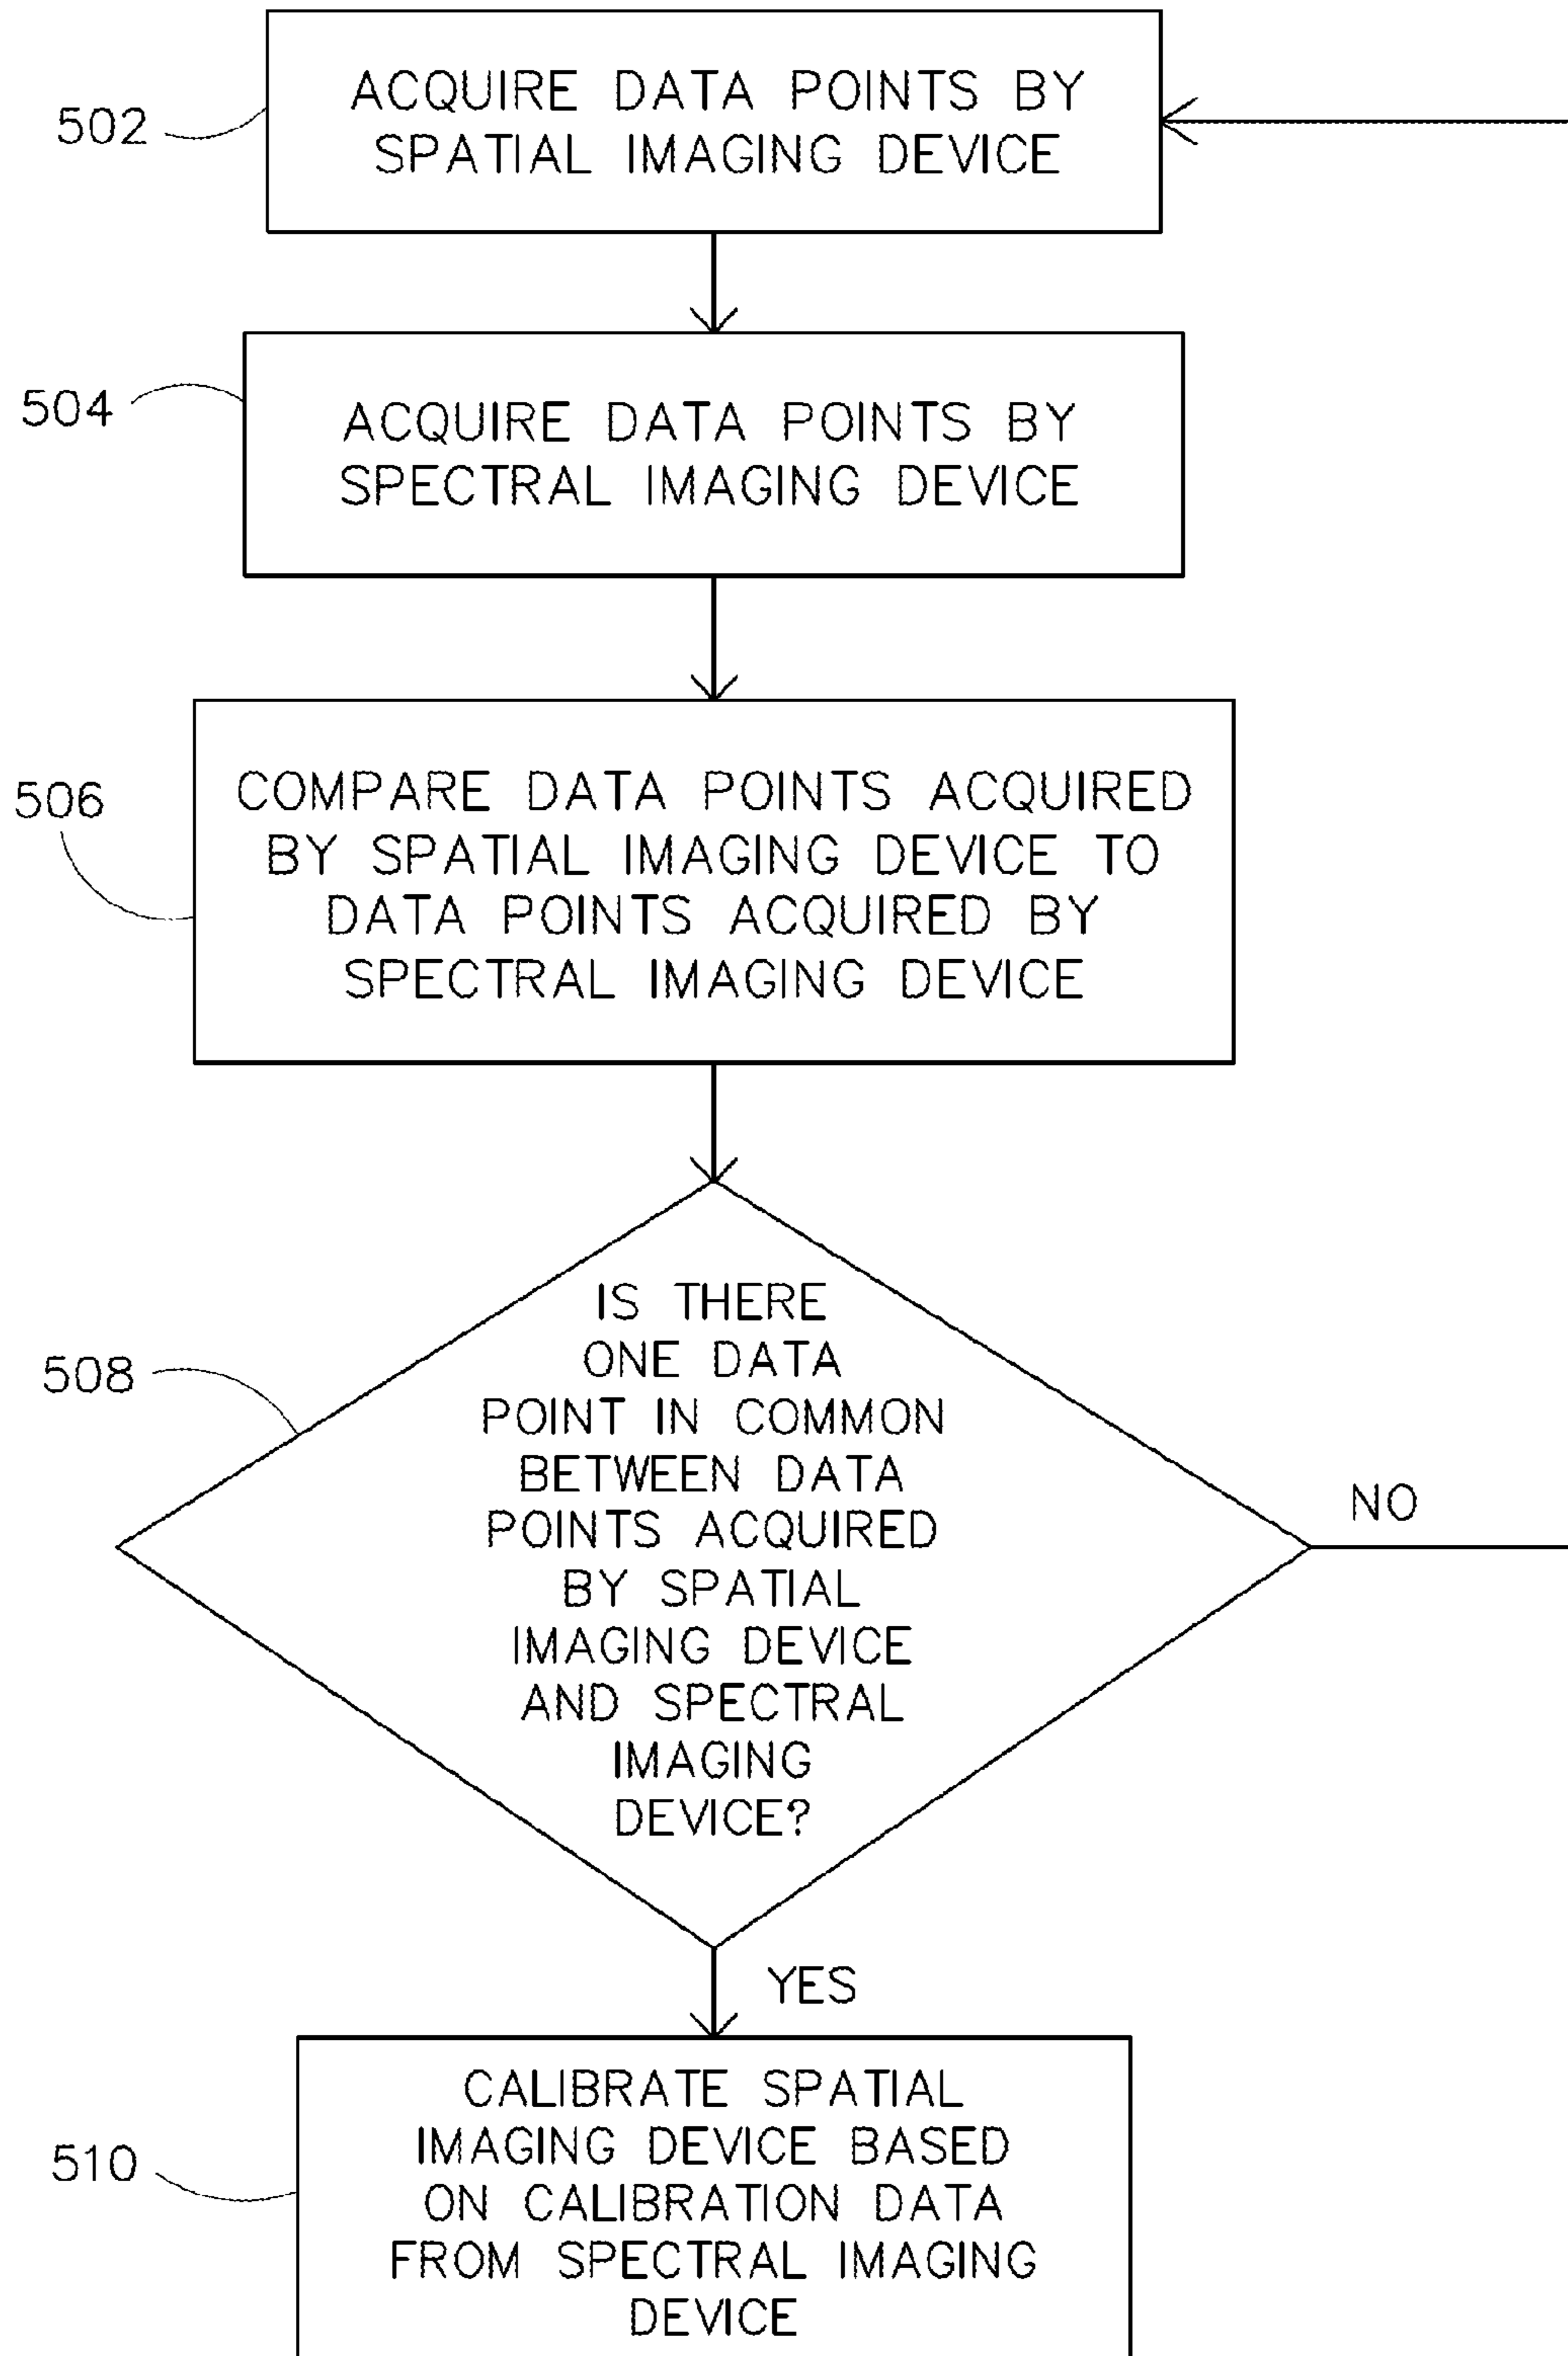 502
ACQUIRE DATA POINTS BY
SPATIAL IMAGING DEVICE
504
ACQUIRE DATA POINTS BY
SPECTRAL IMAGING DEVICE
506
COMPARE DATA POINTS ACQUIRED
BY SPATIAL IMAGING DEVICE TO
DATA POINTS ACQUIRED BY
SPECTRAL IMAGING DEVICE
508
IS THERE
ONE DATA
POINT IN COMMON
BETWEEN DATA
POINTS ACQUIRED
BY SPATIAL
IMAGING DEVICE
AND SPECTRAL
IMAGING
DEVICE?
NO
YES
510
CALIBRATE SPATIAL
IMAGING DEVICE BASED
ON CALIBRATION DATA
FROM SPECTRAL IMAGING
DEVICE